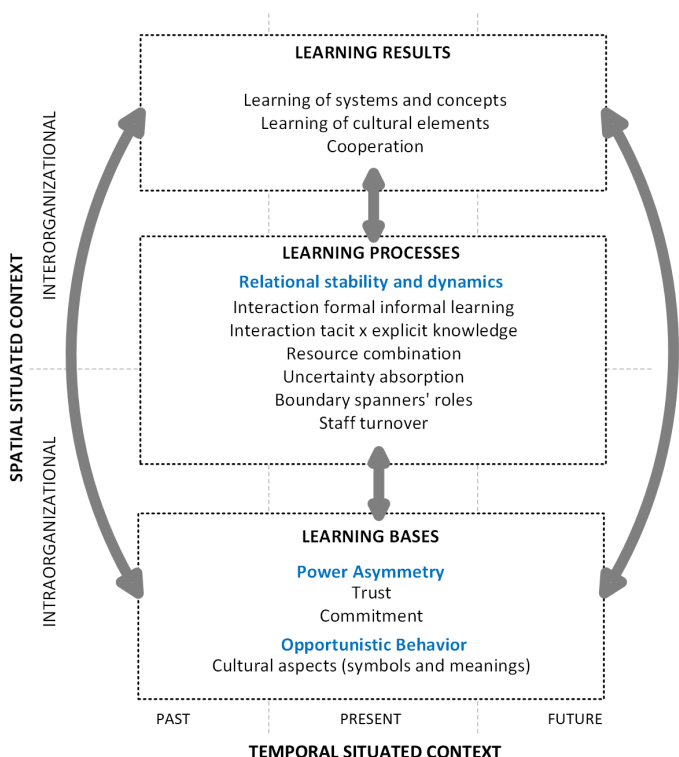 LEARNING RESULTS
Learning of systems and concepts
Learning of cultural elements
Cooperation
LEARNING PROCESSES
Relational stability and dynamics
Interaction formal informal learning
Interaction tacit x explicit knowledge
Resource combination
Uncertainty absorption
Boundary spanners' roles
Staff turnover
LEARNING BASES
Power Asymmetry
Trust
Commitment
Opportunistic Behavior
Cultural aspects (symbols and meanings)
SPATIAL SITUATED CONTEXT
INTERORGANIZATIONAL
INTRAORGANIZATIONAL
PAST PRESENT FUTURE
TEMPORAL SITUATED CONTEXT